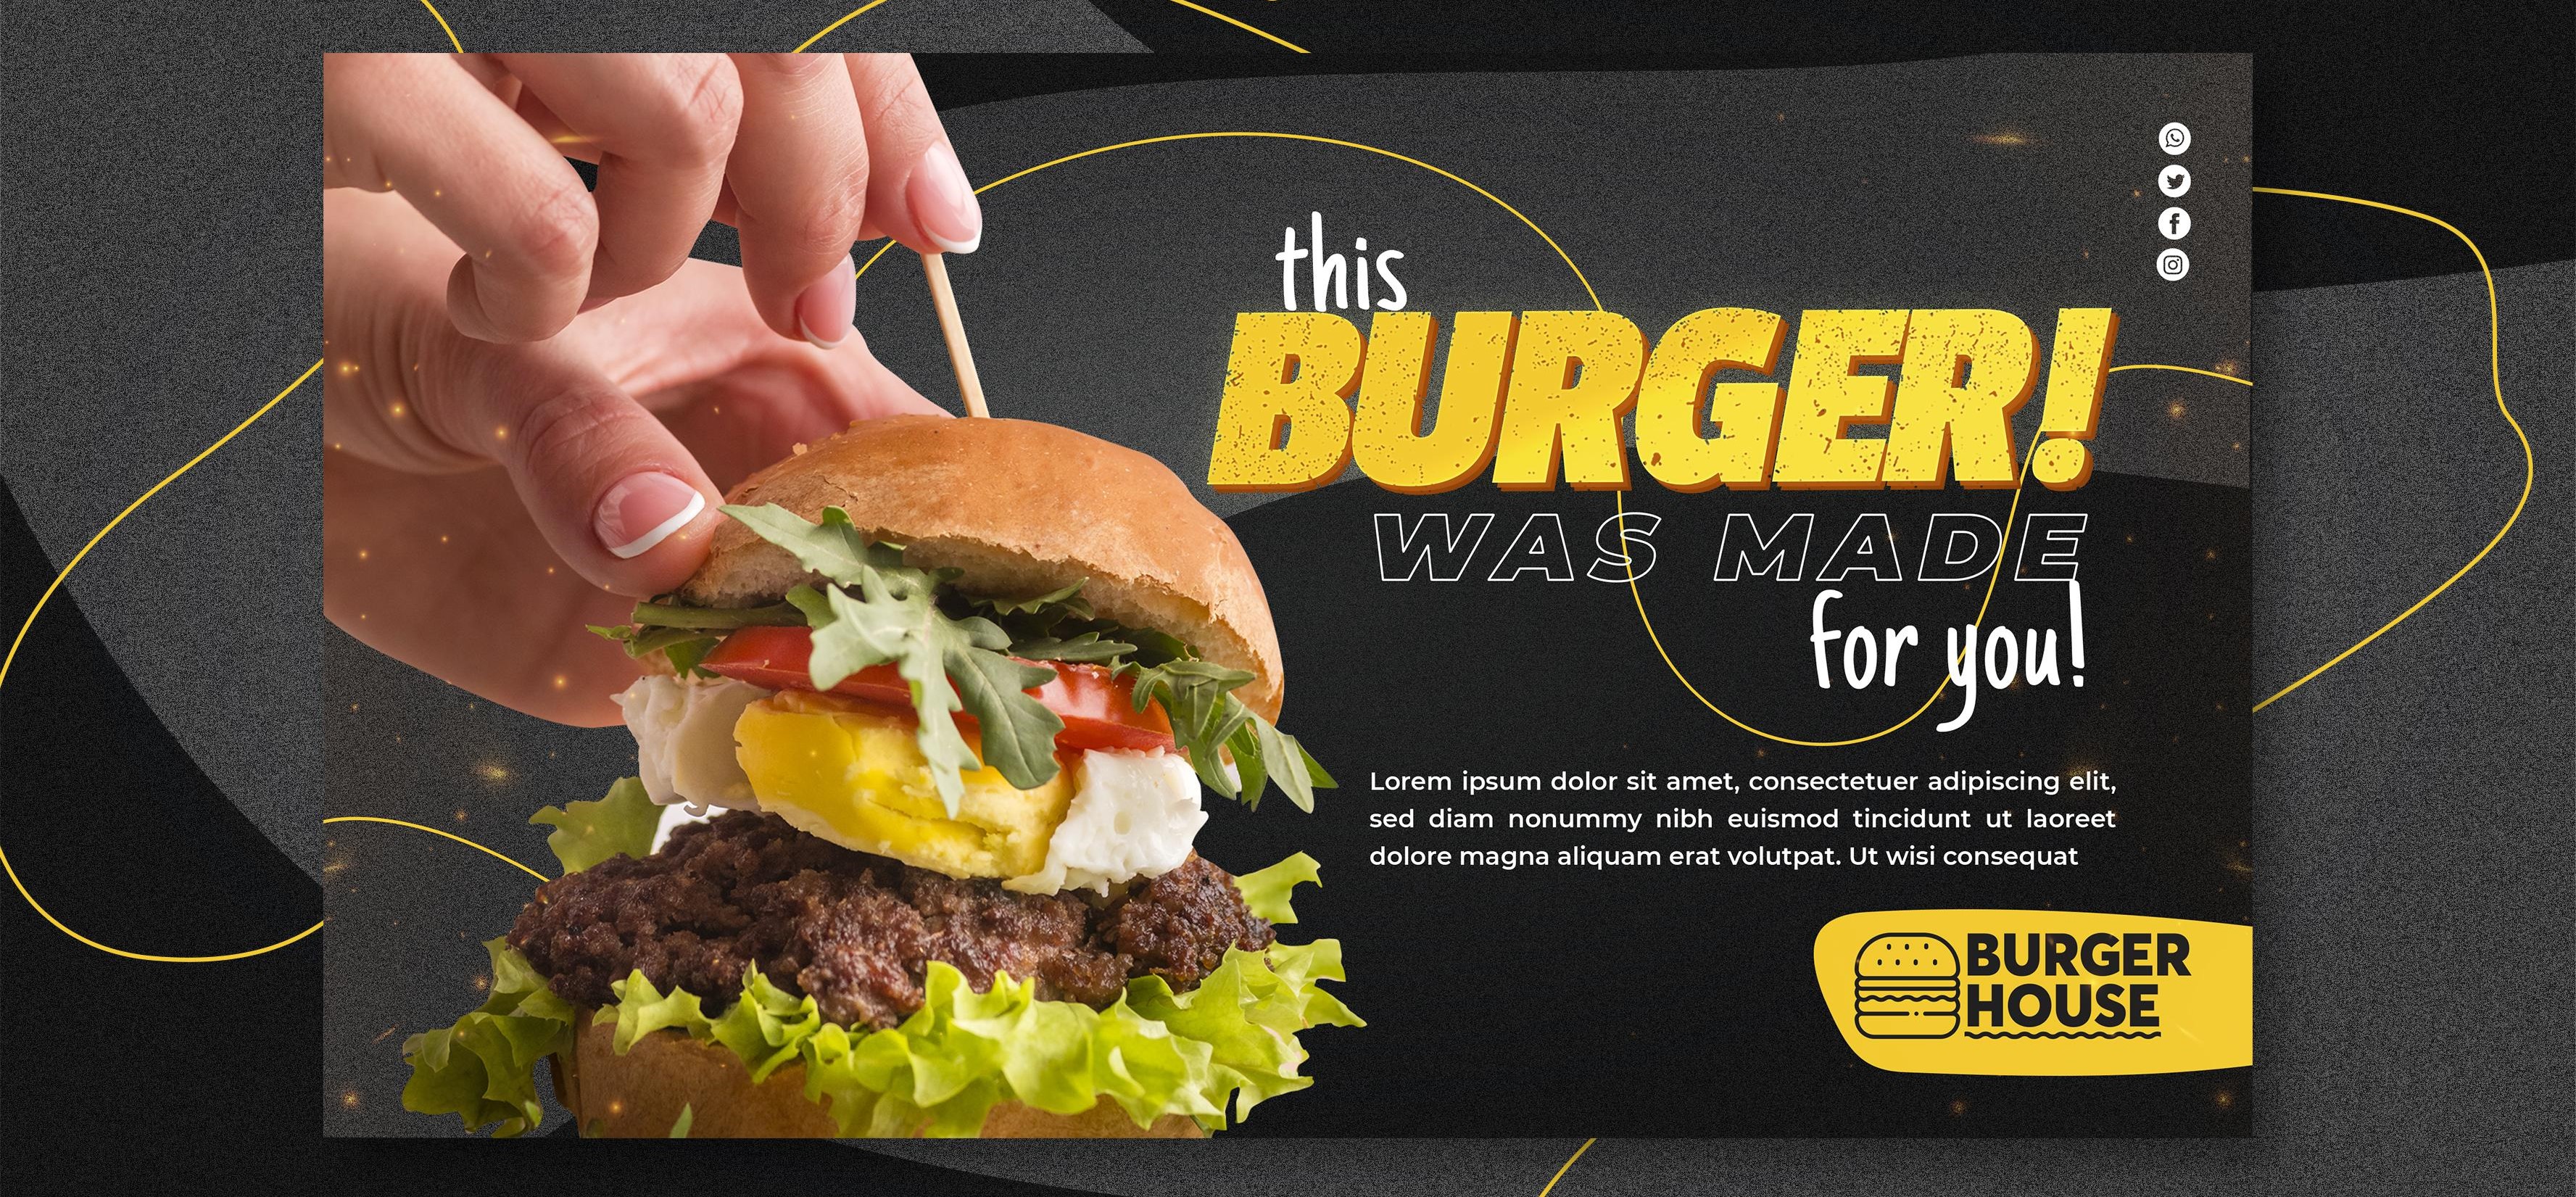 this
BURGER!
WAS MADE
for you!
Lorem ipsum dolor sit amet, consectetuer adipiscing elit,
sed diam nonummy nibh euismod tincidunt ut laoreet
dolore magna aliquam erat volutpat. Ut wisi consequat
BURGER
HOUSE